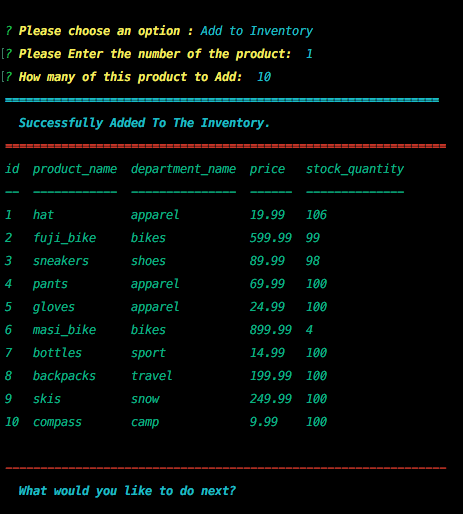 ? Please choose an option : Add to Inventory
[? Please Enter the number of the product: 1
[? How many of this product to Add: 10
==============================================================
Successfully Added To The Inventory.
===============================================================
id product_name department_name price stock_quantity
-- ------------ --------------- ------ --------------
1 hat apparel 19.99 106
2 fuji_bike bikes 599.99 99
3 sneakers shoes 89.99 98
4 pants apparel 69.99 100
5 gloves apparel 24.99 100
6 masi_bike bikes 899.99 4
7 bottles sport 14.99 100
8 backpacks travel 199.99 100
9 skis snow 249.99 100
10 compass camp 9.99 100
---------------------------------------------------------------
What would you like to do next?